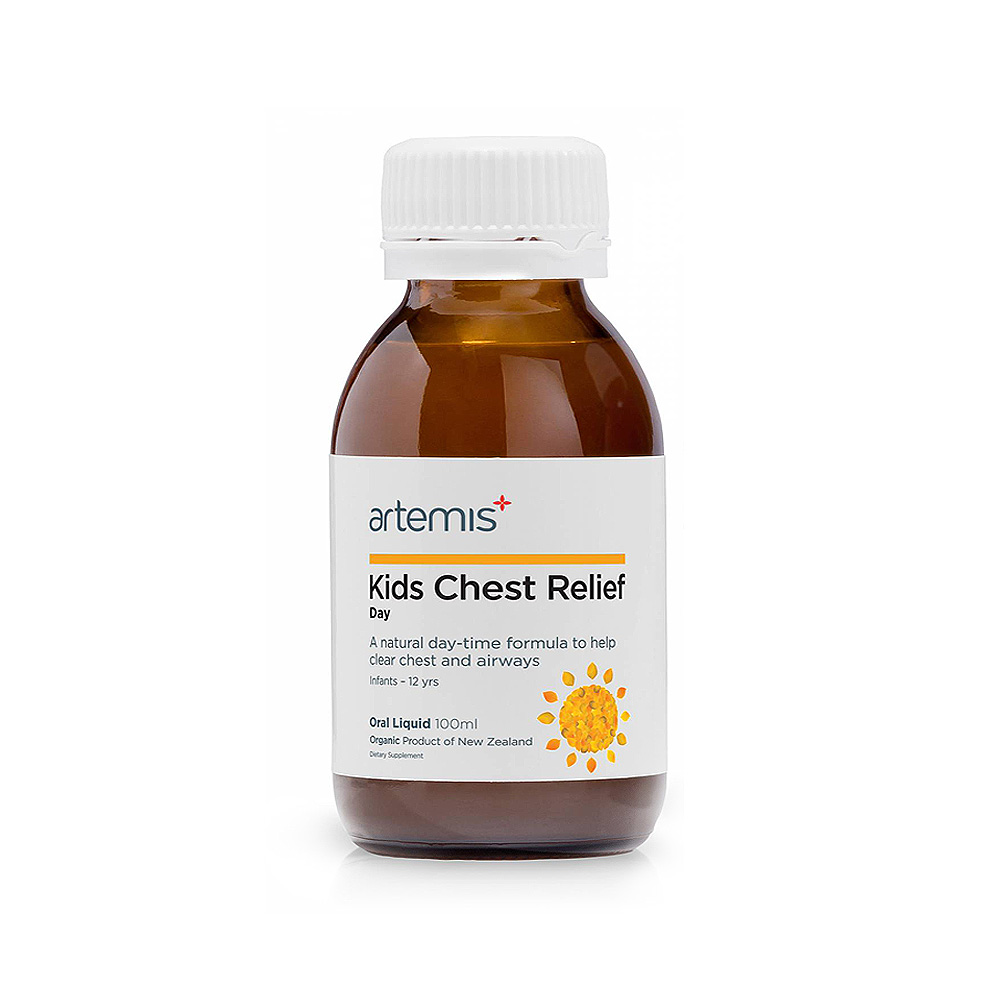 artemis
Kids Chest Relief
Day
A natural day-time formula to help
clear chest and airways
Infants - 12 yrs
Oral Liquid 100ml
Organic Product of New Zealand
Dietary Supplement